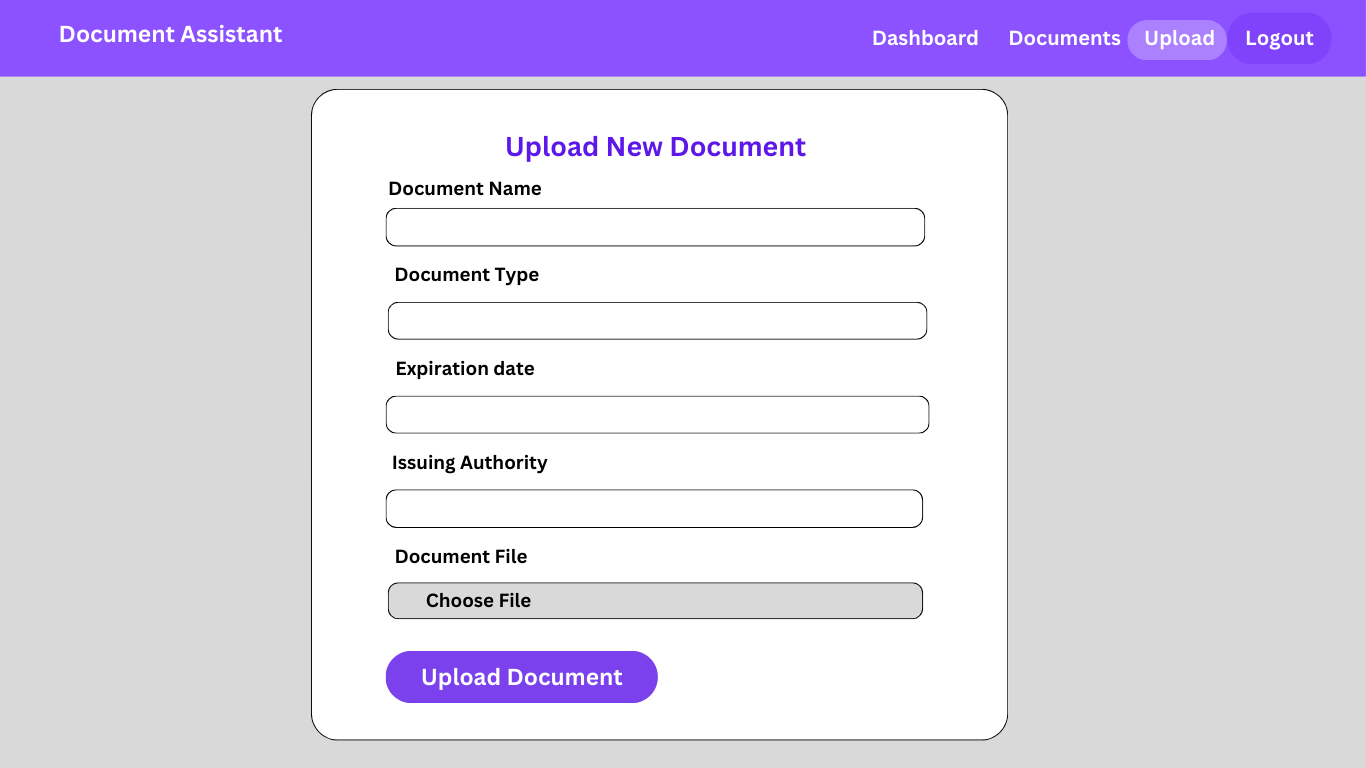 Document Assistant
Dashboard Documents Upload Logout
Upload New Document
Document Name
Document Type
Expiration date
Issuing Authority
Document File
Choose File
Upload Document